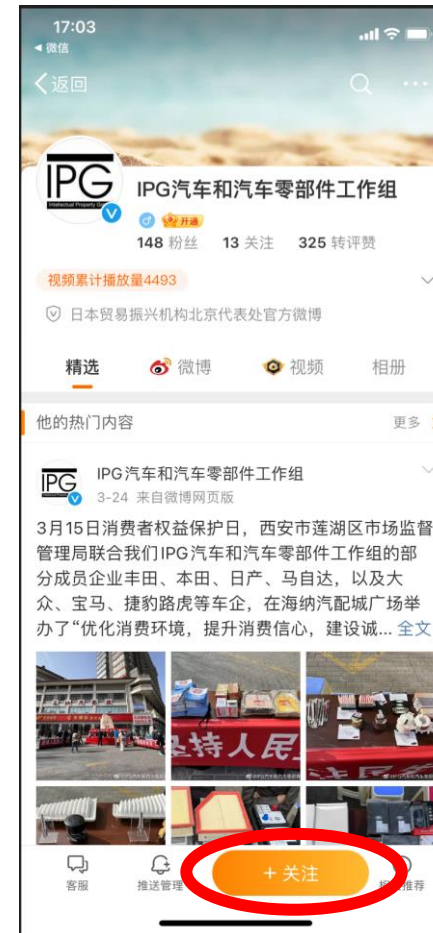 17:03
微信
返回
IPG
Intellectual Property
IPG汽车和汽车零部件工作组
开通
148 粉丝 13 关注 325 转评赞
视频累计播放量4493
日本贸易振兴机构北京代表处官方微博
精选 微博 视频 相册
他的热门内容 更多
IPG
IPG汽车和汽车零部件工作组
3-24 来自微博网页版
3月15日消费者权益保护日，西安市莲湖区市场监督
管理局联合我们IPG汽车和汽车零部件工作组的部
分成员企业丰田、本田、日产、马自达，以及大
众、宝马、捷豹路虎等车企，在海纳汽配城广场举
办了“优化消费环境，提升消费信心，建设诚... 全文
坚持人民
客服 推送管理 + 关注 推荐